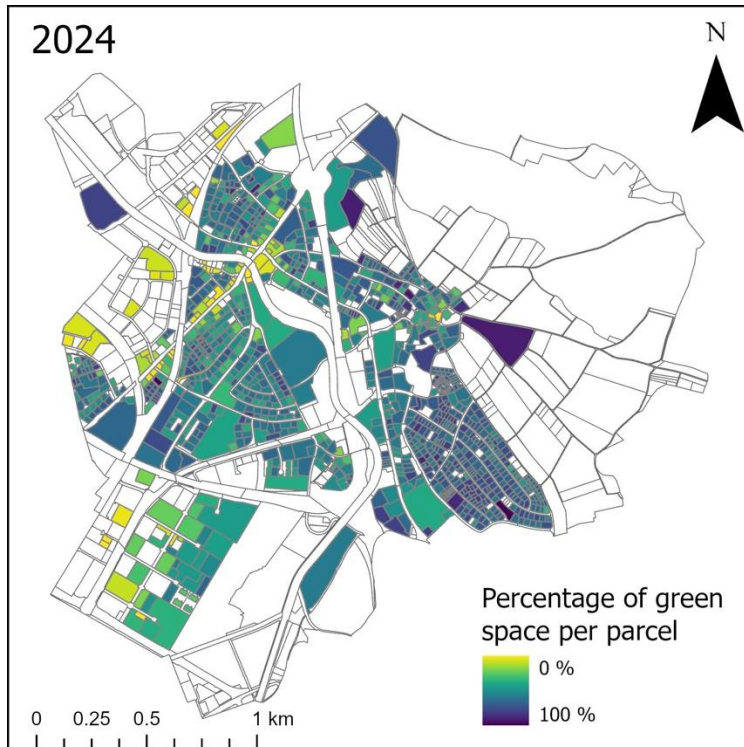 2024
N
Percentage of green
space per parcel
0 %
100 %
0 0.25 0.5 1 km